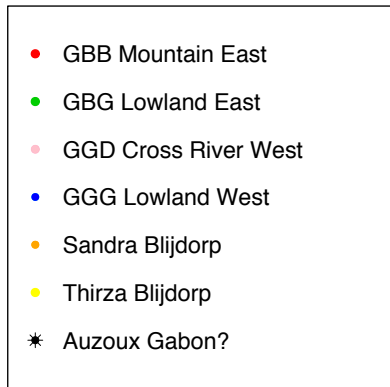 GBB Mountain East
GBG Lowland East
GGD Cross River West
GGG Lowland West
Sandra Blijdorp
Thirza Blijdorp
Auzoux Gabon?